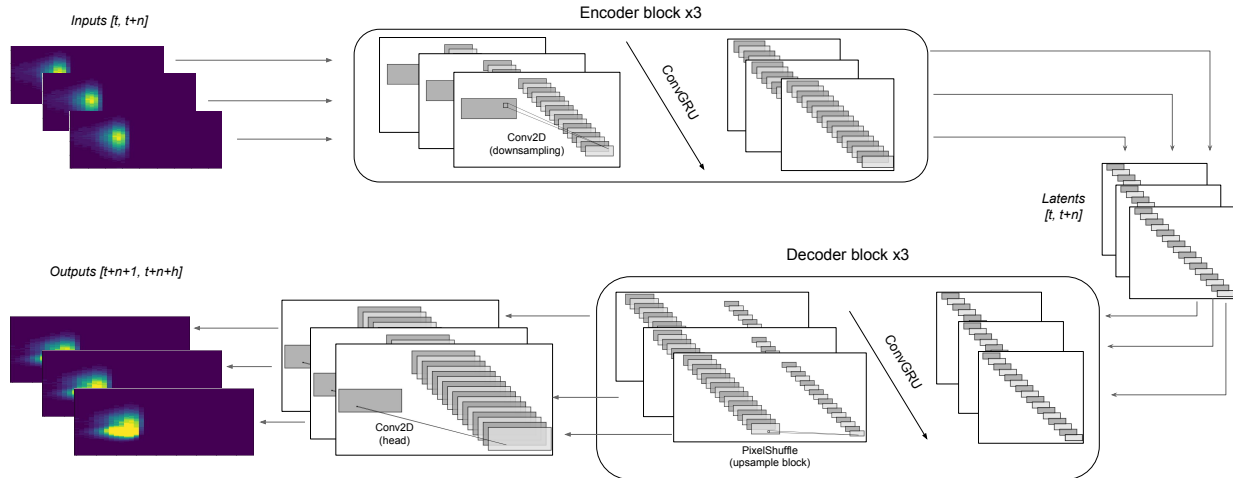 Inputs [t, t+n]
Encoder block x3
Conv2D
(downsampling)
ConvGRU
Latents
[t, t+n]
Outputs [t+n+1, t+n+h]
Decoder block x3
Conv2D
(head)
PixelShuffle
(upsample block)
ConvGRU